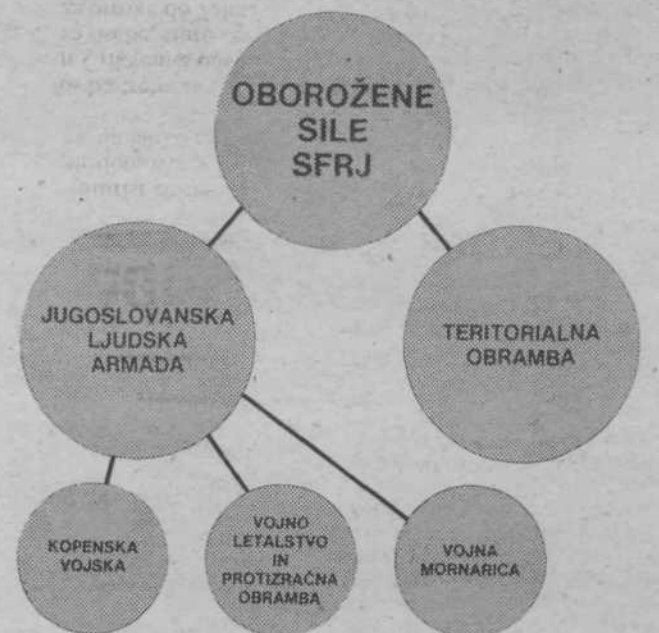 OBOROŽENE
SILE
SFRJ
JUGOSLOVANSKA
LJUDSKA
ARMADA
TERITORIALNA
OBRAMBA
KOPENSKA
VOJSKA
VOJNO
LETALSTVO
IN
PROTIZRAČNA
OBRAMBA
VOJNA
MORNARICA